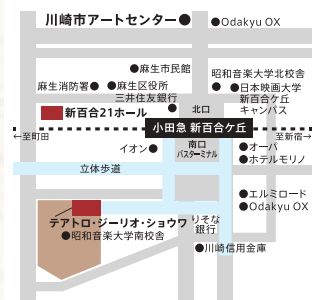 川崎市アートセンター●
●Odakyu OX
●麻生市民館
昭和音楽大学北校舎
麻生消防署● ●麻生区役所
●日本映画大学
三井住友銀行
新百合ケ丘
キャンパス
新百合21ホール
北口
小田急 新百合ケ丘
←至町田
至新宿→
南口
バスターミナル
イオン●
●オーパ
●ホテルモリノ
立体歩道
●エルミロード
●Odakyu OX
テアトロ・ジーリオ・ショウワ
●昭和音楽大学南校舎
りそな
銀行
●川崎信用金庫